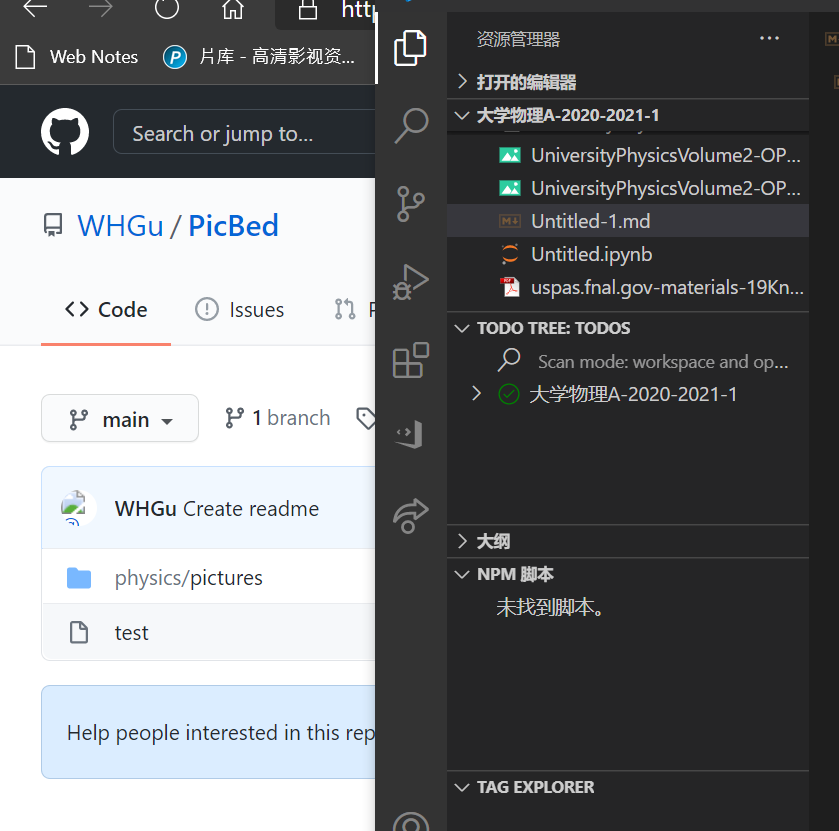 http
Web Notes
片库 - 高清影视资...
Search or jump to...
WHGu / PicBed
Code
Issues
P
main
1 branch
WHGu Create readme
physics/pictures
test
Help people interested in this rep
资源管理器
打开的编辑器
大学物理A-2020-2021-1
UniversityPhysicsVolume2-OP...
UniversityPhysicsVolume2-OP...
Untitled-1.md
Untitled.ipynb
uspas.fnal.gov-materials-19Kn...
TODO TREE: TODOS
Scan mode: workspace and op...
大学物理A-2020-2021-1
大纲
NPM 脚本
未找到脚本。
TAG EXPLORER